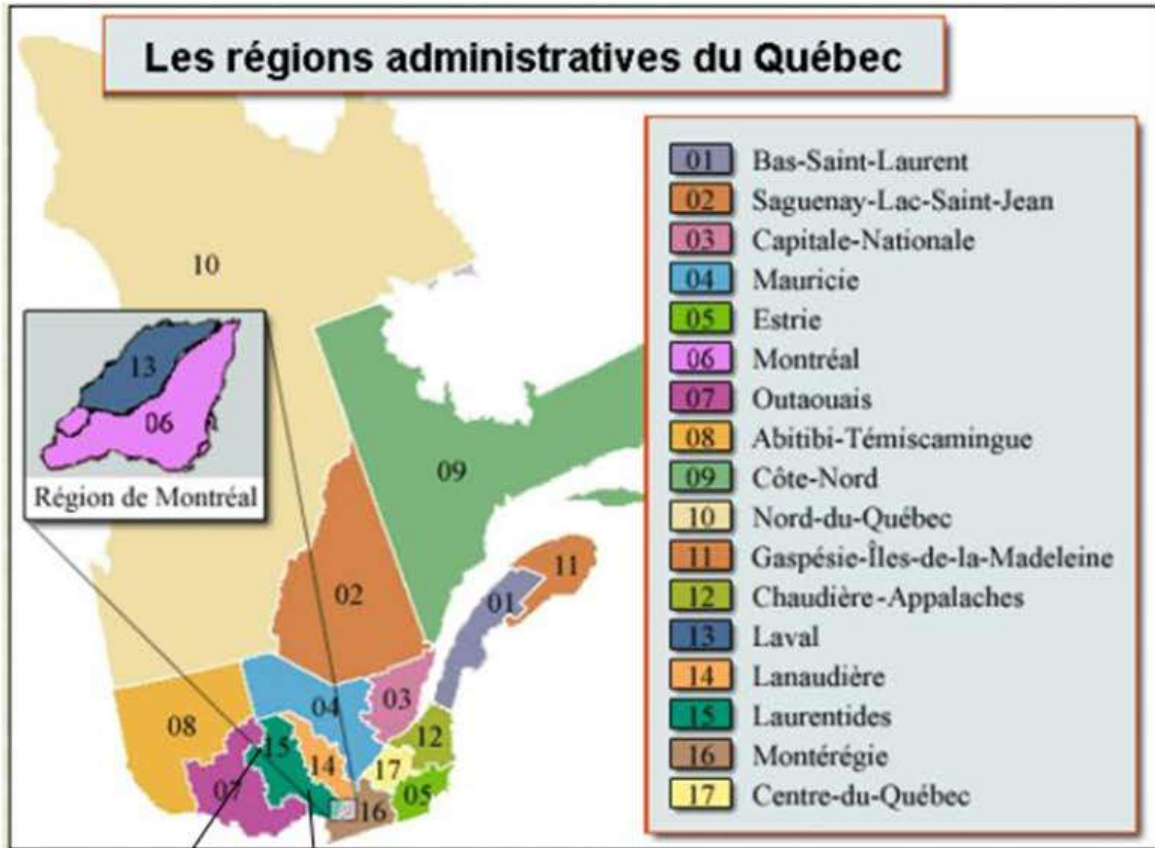 Les régions administratives du Québec
01 Bas-Saint-Laurent
02 Saguenay-Lac-Saint-Jean
03 Capitale-Nationale
04 Mauricie
05 Estrie
06 Montréal
07 Outaouais
08 Abitibi-Témiscamingue
09 Côte-Nord
10 Nord-du-Québec
11 Gaspésie-Îles-de-la-Madeleine
12 Chaudière-Appalaches
13 Laval
14 Lanaudière
15 Laurentides
16 Montérégie
17 Centre-du-Québec
10
13
06
Région de Montréal
09
11
02
01
03
04
08
12
15
14
17
07
05
16